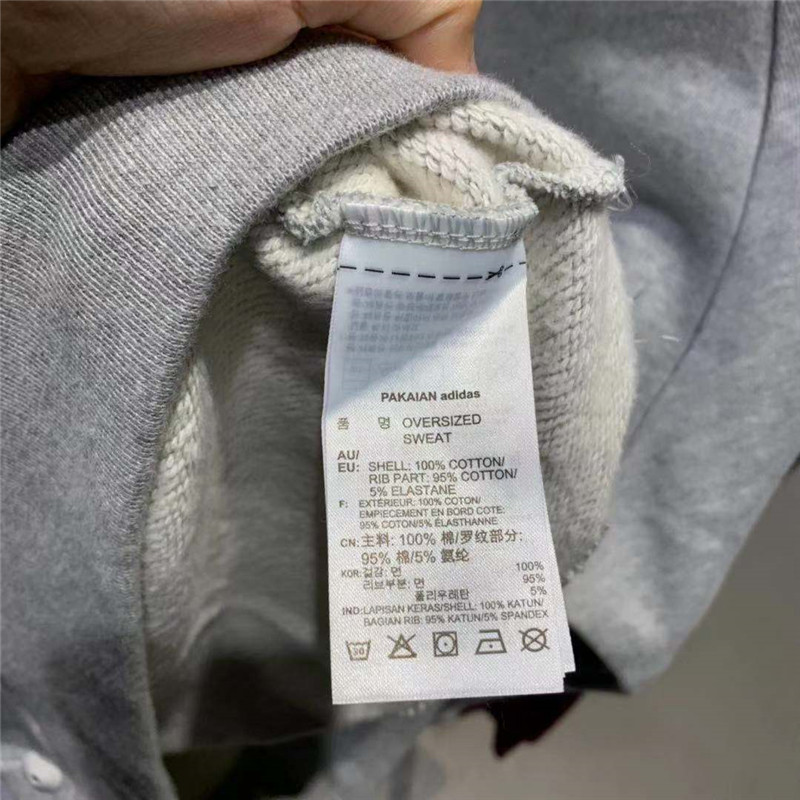 PAKAIAN adidas
품 명 OVERSIZED
SWEAT
AU/
EU: SHELL: 100% COTTON/
RIB PART: 95% COTTON/
5% ELASTANE
F: EXTÉRIEUR: 100% COTON/
EMPIECEMENT EN BORD COTE:
95% COTON/5% ÉLASTHANNE
CN: 主料: 100% 棉/罗纹部分:
95% 棉/5% 氨纶
KOR: 겉감: 면 100%
리브부분: 면 95%
폴리우레탄 5%
IND: LAPISAN KERAS/SHELL: 100% KATUN/
BAGIAN RIB: 95% KATUN/5% SPANDEX
30